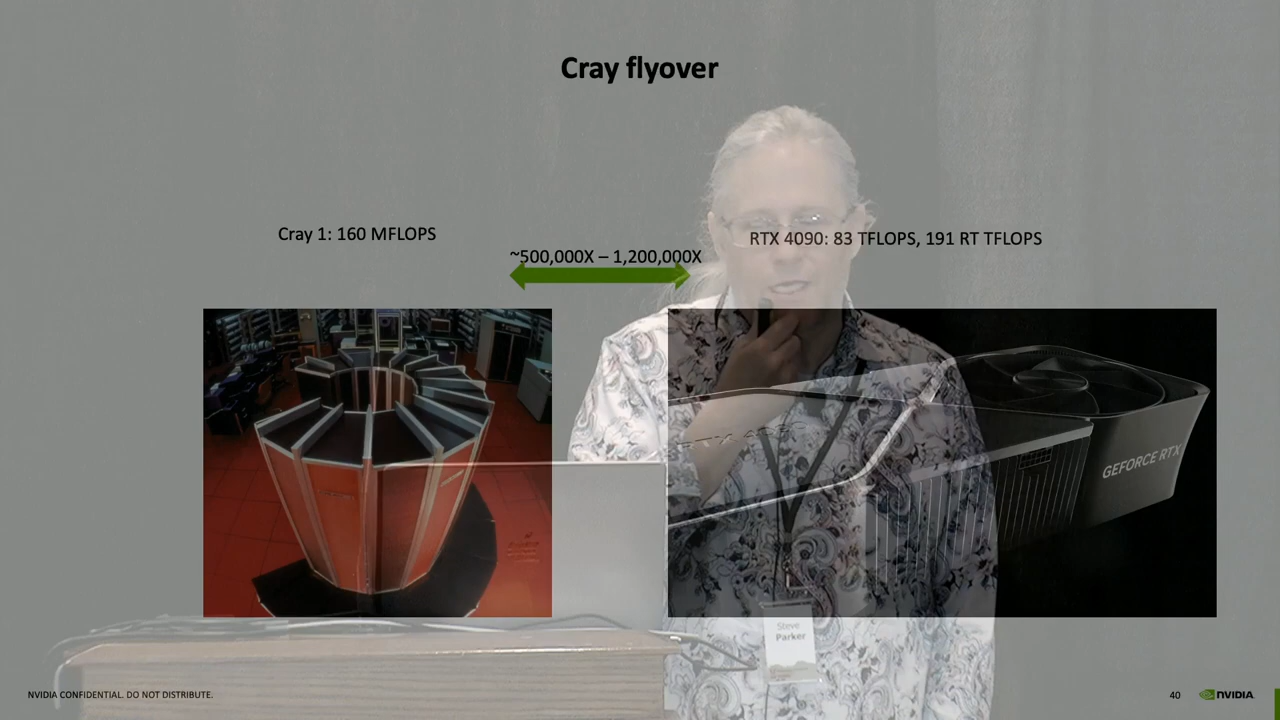 Cray flyover
Cray 1: 160 MFLOPS
RTX 4090: 83 TFLOPS, 191 RT TFLOPS
~500,000X – 1,200,000X
GEFORCE RTX
Steve
Parker
NVIDIA CONFIDENTIAL. DO NOT DISTRIBUTE.
40
NVIDIA.